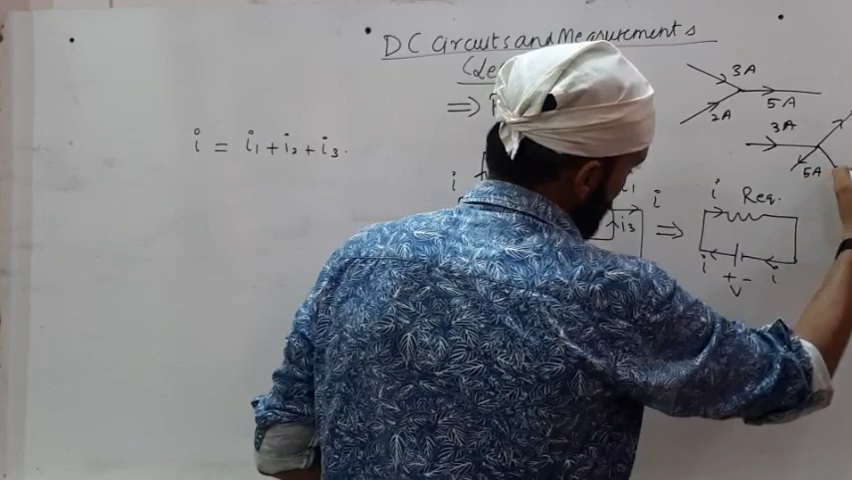 DC Circuits and Measurements
i = i₁ + i₂ + i₃.
⇒
3A
2A
5A
3A
5A
i
i₁
i
i₃
⇒
i
Req.
i
+ -
i
V